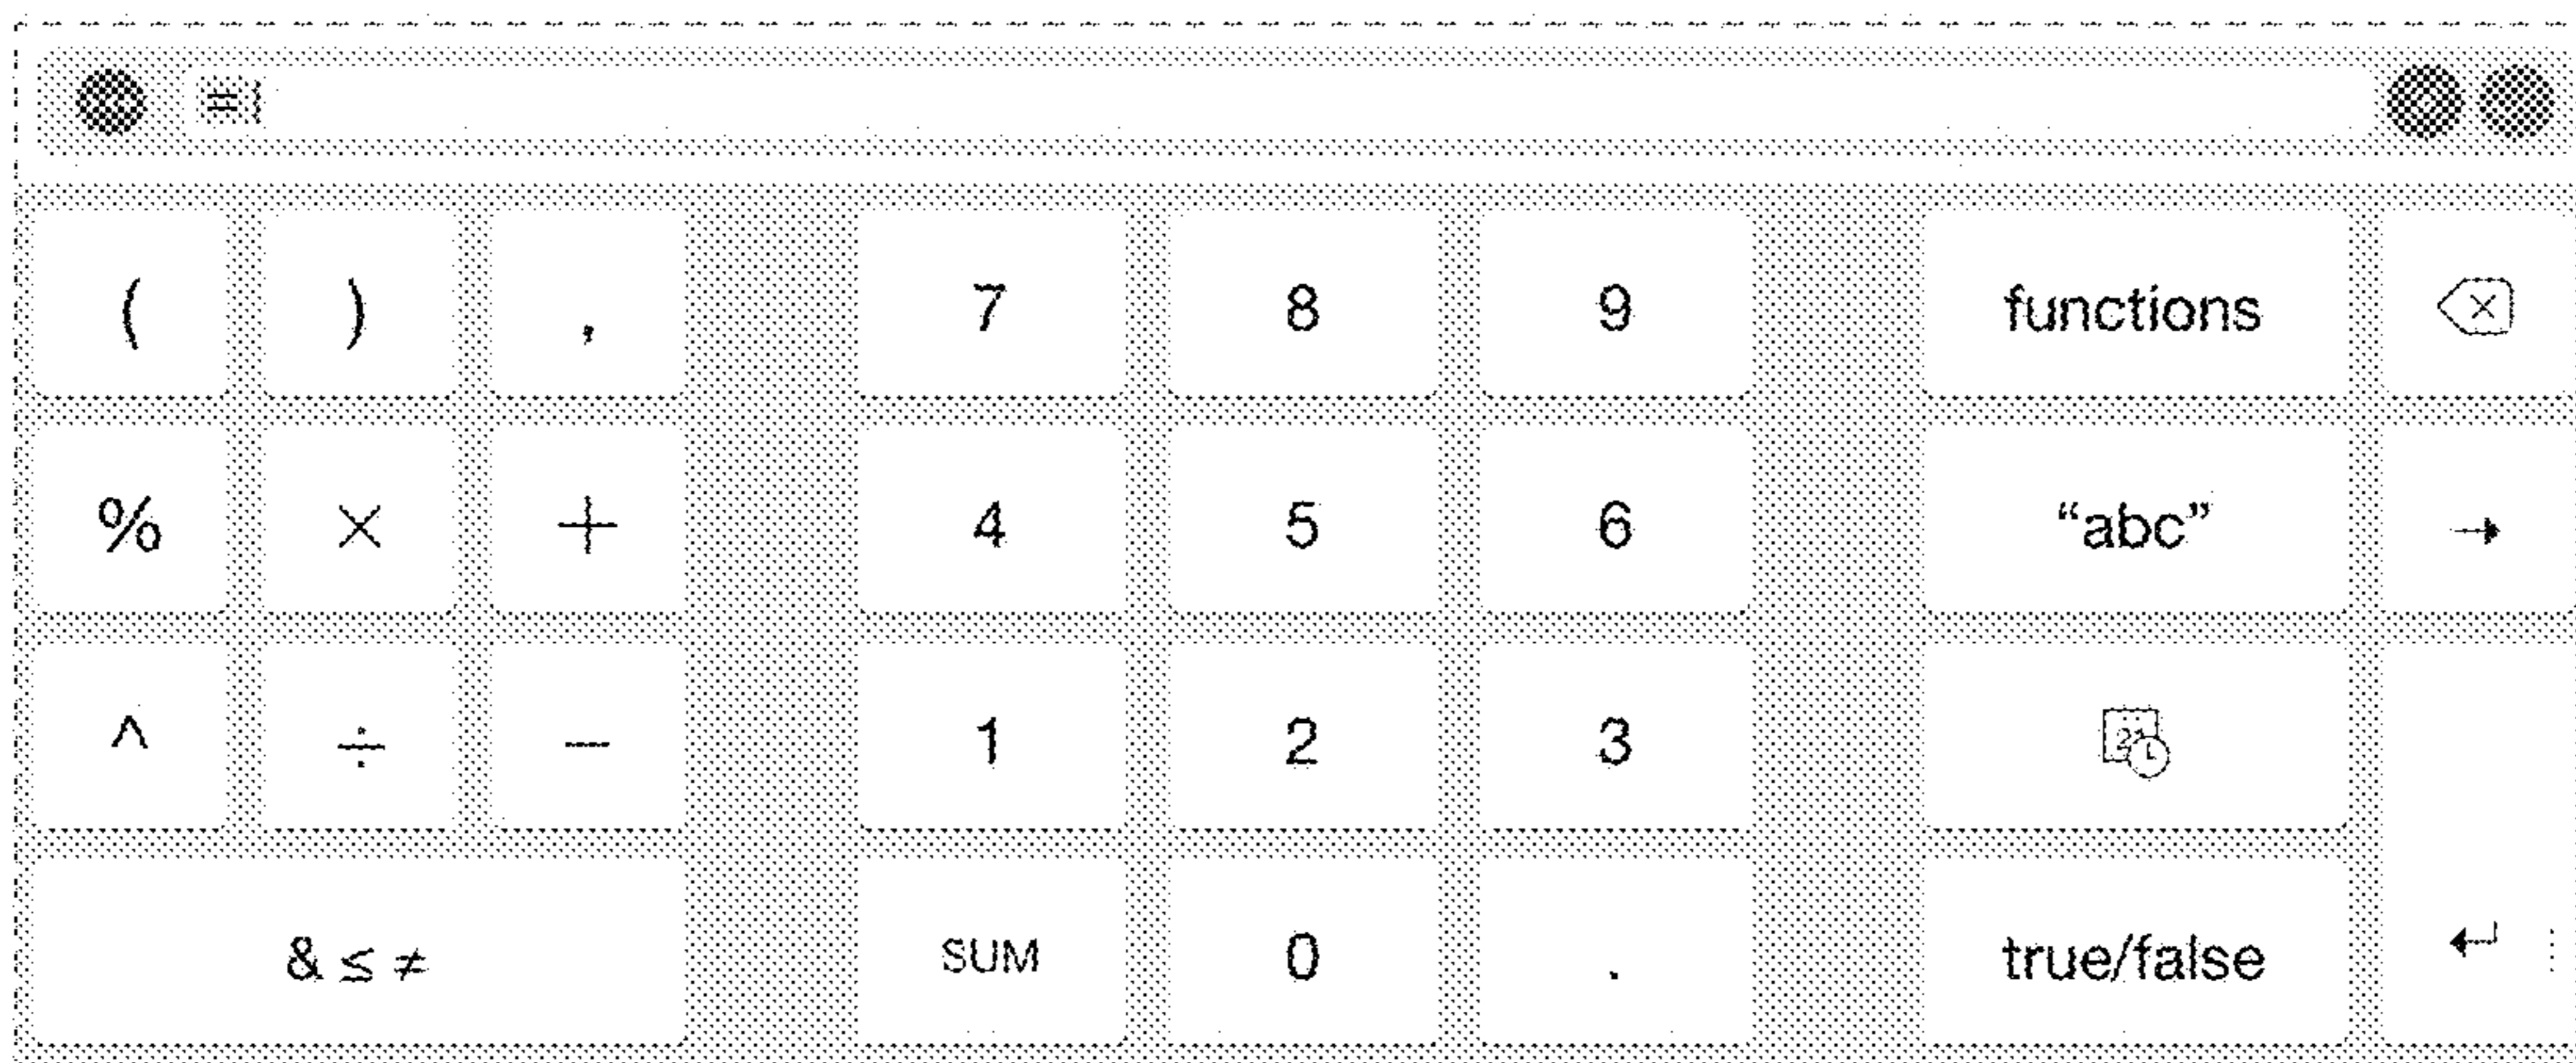 ( ) , 7 8 9 functions
% × + 4 5 6 “abc” →
^ ÷ − 1 2 3
& ≤ ≠ SUM 0 . true/false ↵